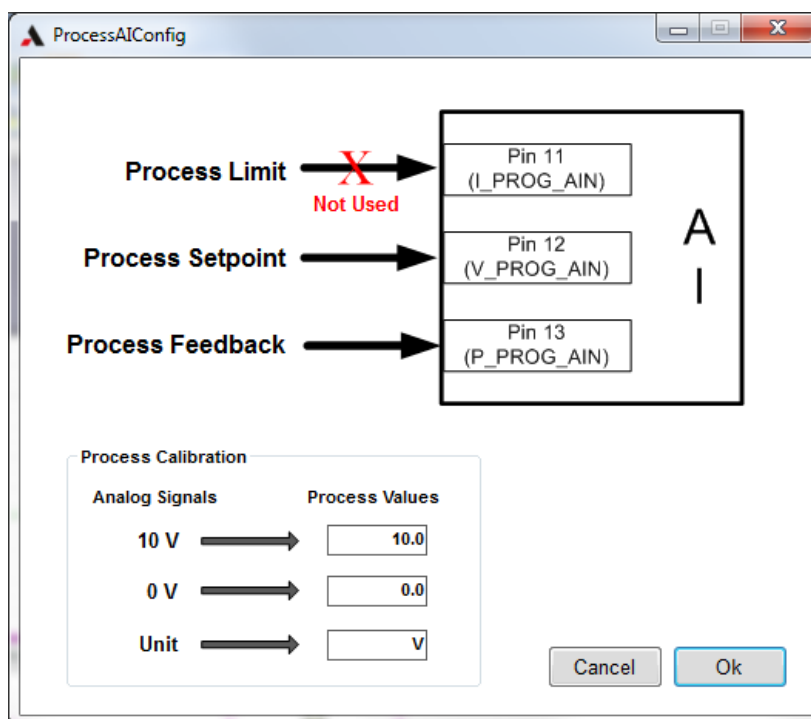 ProcessAIConfig
Process Limit
X
Not Used
Pin 11
(I_PROG_AIN)
Process Setpoint
Pin 12
(V_PROG_AIN)
Process Feedback
Pin 13
(P_PROG_AIN)
A
I
Process Calibration
Analog Signals Process Values
10 V 10.0
0 V 0.0
Unit V
Cancel Ok